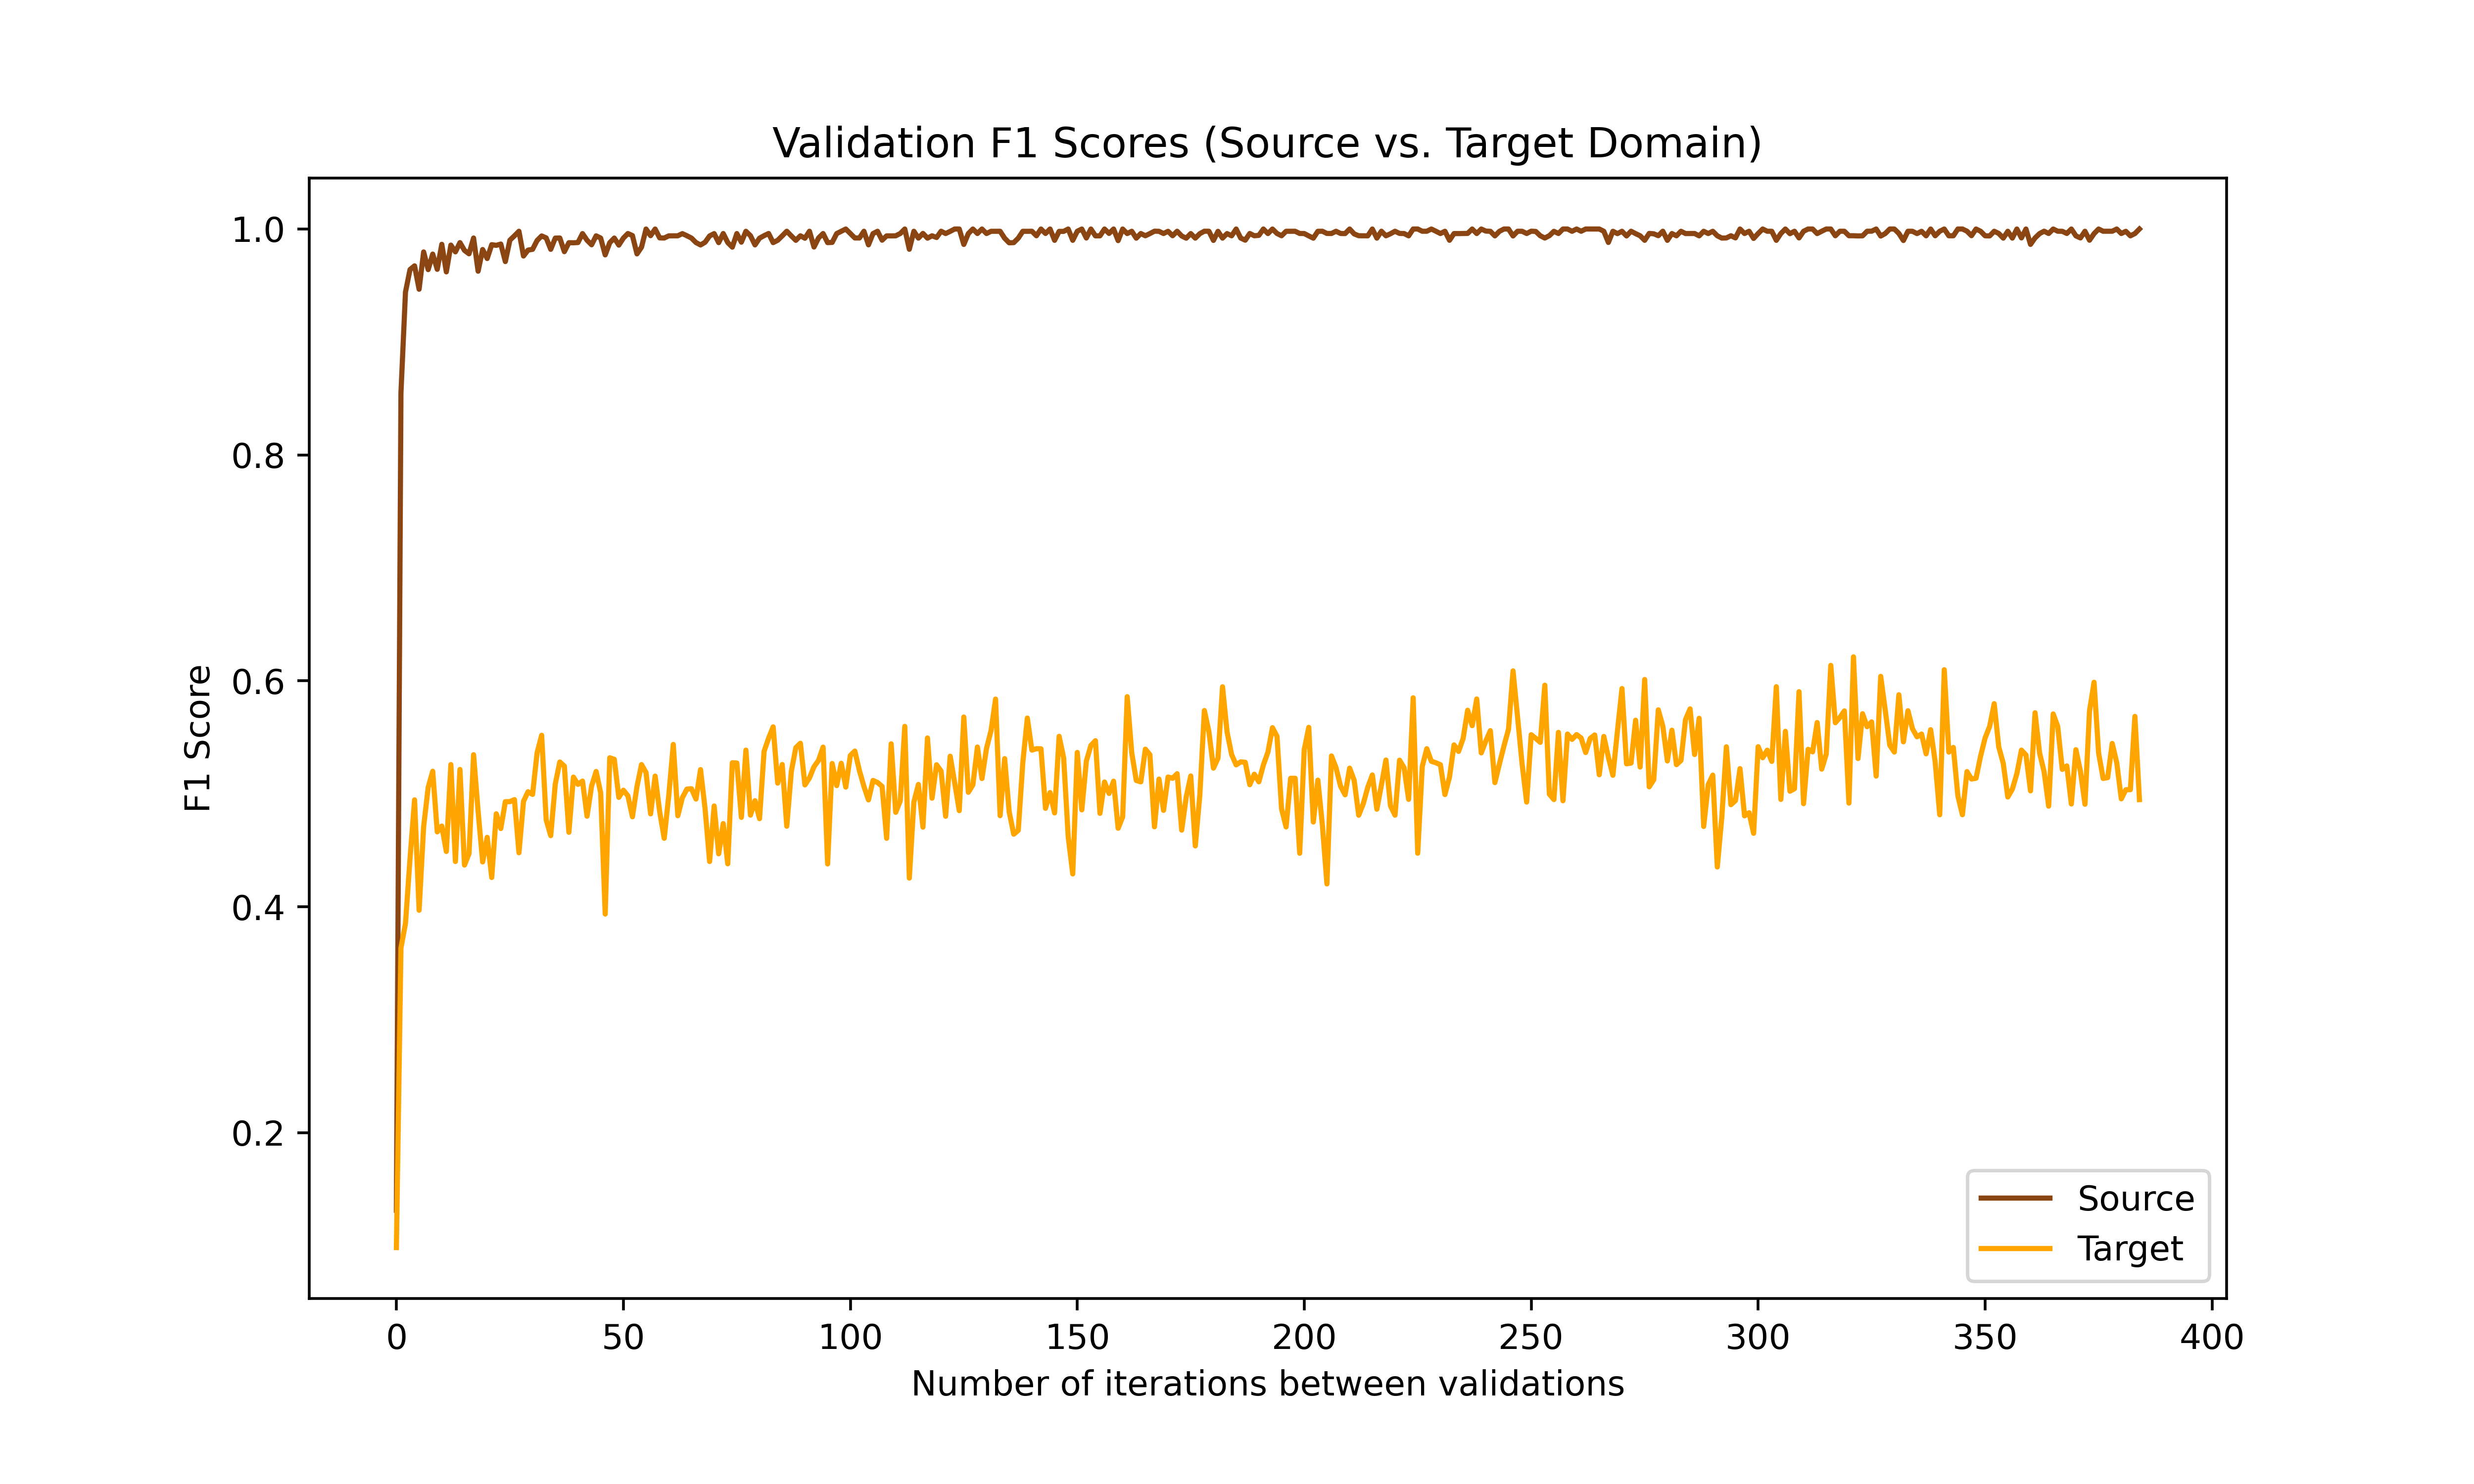 Validation F1 Scores (Source vs. Target Domain)
1.0
0.8
0.6
0.4
0.2
F1 Score
0 50 100 150 200 250 300 350 400
Number of iterations between validations
Source
Target